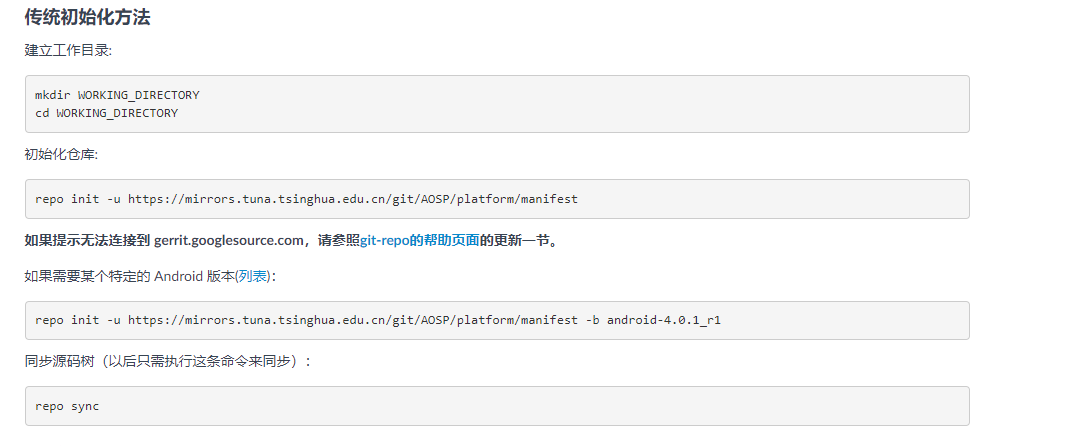 传统初始化方法
建立工作目录:
mkdir WORKING_DIRECTORY
cd WORKING_DIRECTORY
初始化仓库:
repo init -u https://mirrors.tuna.tsinghua.edu.cn/git/AOSP/platform/manifest
如果提示无法连接到 gerrit.googlesource.com，请参照git-repo的帮助页面的更新一节。
如果需要某个特定的 Android 版本(列表)：
repo init -u https://mirrors.tuna.tsinghua.edu.cn/git/AOSP/platform/manifest -b android-4.0.1_r1
同步源码树（以后只需执行这条命令来同步）：
repo sync